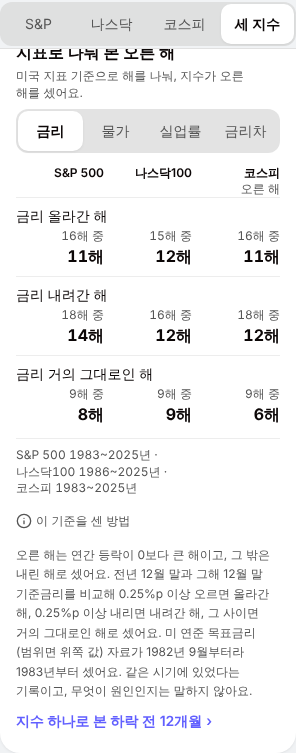 S&P 나스닥 코스피 세 지수
지표로 나눠 본 오른 해
미국 지표 기준으로 해를 나눠, 지수가 오른
해를 셌어요.
금리 물가 실업률 금리차
S&P 500 나스닥100 코스피
오른 해
금리 올라간 해
16해 중 15해 중 16해 중
11해 12해 11해
금리 내려간 해
18해 중 16해 중 18해 중
14해 12해 12해
금리 거의 그대로인 해
9해 중 9해 중 9해 중
8해 9해 6해
S&P 500 1983~2025년 ·
나스닥100 1986~2025년 ·
코스피 1983~2025년
이 기준을 센 방법
오른 해는 연간 등락이 0보다 큰 해이고, 그 밖은
내린 해로 셌어요. 전년 12월 말과 그해 12월 말
기준금리를 비교해 0.25%p 이상 오르면 올라간
해, 0.25%p 이상 내리면 내려간 해, 그 사이면
거의 그대로인 해로 셌어요. 미 연준 목표금리
(범위면 위쪽 값) 자료가 1982년 9월부터라
1983년부터 셌어요. 같은 시기에 있었다는
기록이고, 무엇이 원인인지는 말하지 않아요.
지수 하나로 본 하락 전 12개월 ›